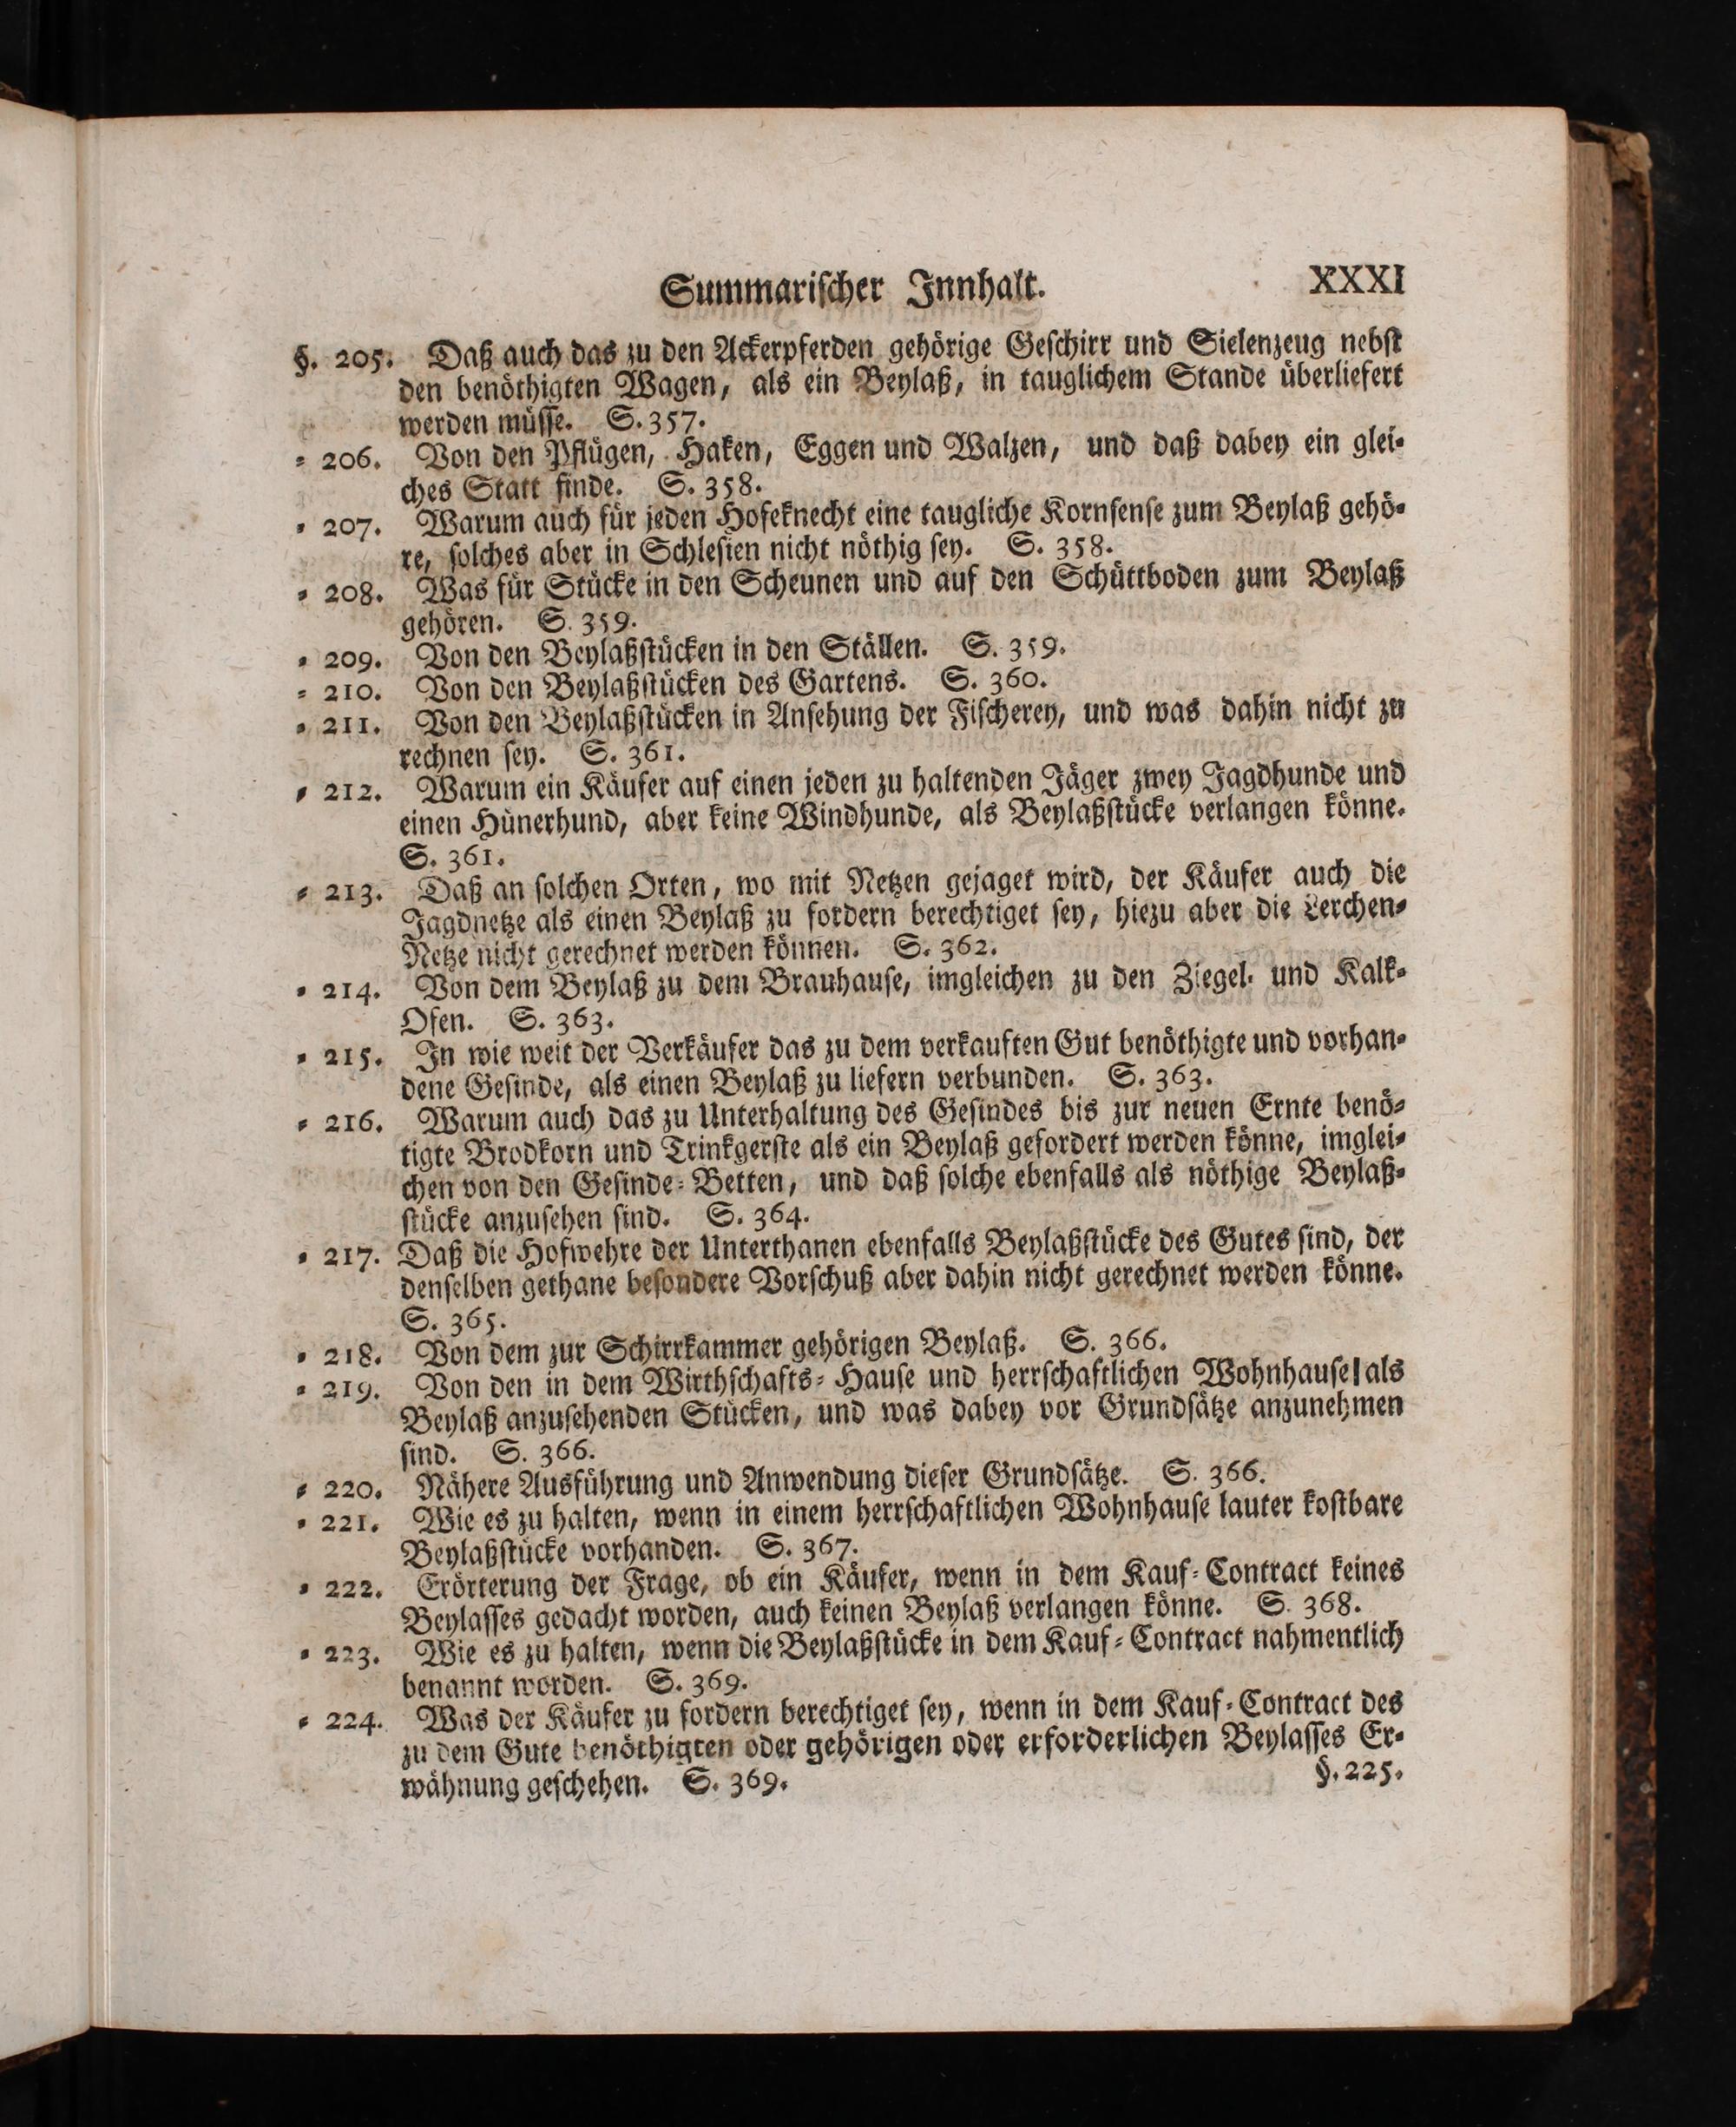 Summarischer Innhalt. XXXI
§. 205. Daß auch das zu den Ackerpferden gehörige Geschirr und Sielenzeug nebst
den benöthigten Wagen, als ein Beylaß, in tauglichem Stande überliefert
werden müsse. S. 357.
= 206. Von den Pflügen, Haken, Eggen und Walzen, und daß dabey ein glei=
ches Statt finde. S. 358.
= 207. Warum auch für jeden Hofeknecht eine taugliche Kornsense zum Beylaß gehö=
re, solches aber in Schlesien nicht nöthig sey. S. 358.
= 208. Was für Stücke in den Scheunen und auf den Schüttboden zum Beylaß
gehören. S. 359.
= 209. Von den Beylaßstücken in den Ställen. S. 359.
= 210. Von den Beylaßstücken des Gartens. S. 360.
= 211. Von den Beylaßstücken in Ansehung der Fischerey, und was dahin nicht zu
rechnen sey. S. 361.
= 212. Warum ein Käufer auf einen jeden zu haltenden Jäger zwey Jagdhunde und
einen Hünerhund, aber keine Windhunde, als Beylaßstücke verlangen könne.
S. 361.
= 213. Daß an solchen Orten, wo mit Netzen gejaget wird, der Käufer auch die
Jagdnetze als einen Beylaß zu fordern berechtiget sey, hiezu aber die Lerchen=
Netze nicht gerechnet werden können. S. 362.
= 214. Von dem Beylaß zu dem Brauhause, imgleichen zu den Ziegel= und Kalk=
Ofen. S. 363.
= 215. In wie weit der Verkäufer das zu dem verkauften Gut benöthigte und vorhan=
dene Gesinde, als einen Beylaß zu liefern verbunden. S. 363.
= 216. Warum auch das zu Unterhaltung des Gesindes bis zur neuen Ernte benö=
tigte Brodkorn und Trinkgerste als ein Beylaß gefordert werden könne, imglei=
chen von den Gesinde=Betten, und daß solche ebenfalls als nöthige Beylaß=
stücke anzusehen sind. S. 364.
= 217. Daß die Hofwehre der Unterthanen ebenfalls Beylaßstücke des Gutes sind, der
denselben gethane besondere Vorschuß aber dahin nicht gerechnet werden könne.
S. 365.
= 218. Von dem zur Schirrkammer gehörigen Beylaß. S. 366.
= 219. Von den in dem Wirthschafts=Hause und herrschaftlichen Wohnhause als
Beylaß anzusehenden Stücken, und was dabey vor Grundsätze anzunehmen
sind. S. 366.
= 220. Nähere Ausführung und Anwendung dieser Grundsätze. S. 366.
= 221. Wie es zu halten, wenn in einem herrschaftlichen Wohnhause lauter kostbare
Beylaßstücke vorhanden. S. 367.
= 222. Erörterung der Frage, ob ein Käufer, wenn in dem Kauf=Contract keines
Beylasses gedacht worden, auch keinen Beylaß verlangen könne. S. 368.
= 223. Wie es zu halten, wenn die Beylaßstücke in dem Kauf=Contract nahmentlich
benannt worden. S. 369.
= 224. Was der Käufer zu fordern berechtiget sey, wenn in dem Kauf=Contract des
zu dem Gute benöthigten oder gehörigen oder erforderlichen Beylasses Er=
wähnung geschehen. S. 369.
§. 225.